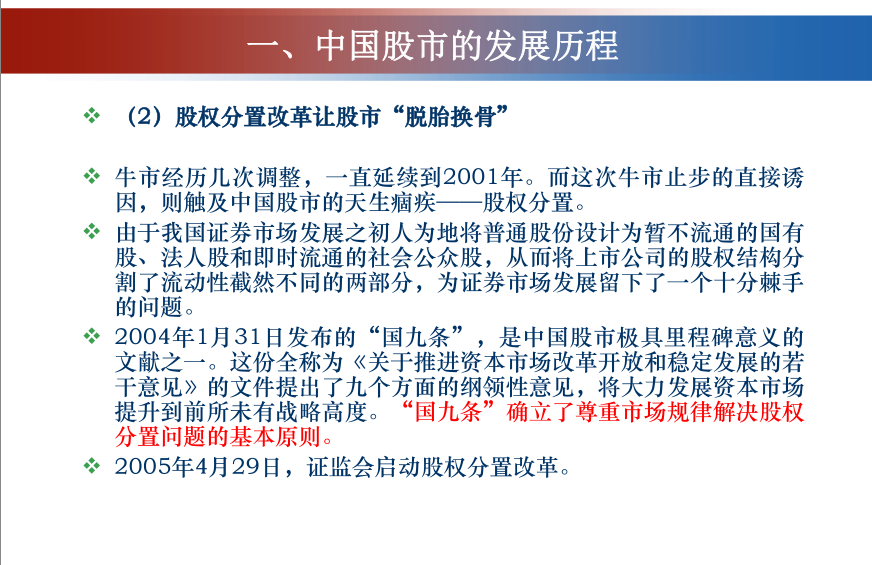 一、中国股市的发展历程
（2）股权分置改革让股市“脱胎换骨”
牛市经历几次调整，一直延续到2001年。而这次牛市止步的直接诱
因，则触及中国股市的天生痼疾——股权分置。
由于我国证券市场发展之初人为地将普通股份设计为暂不流通的国有
股、法人股和即时流通的社会公众股，从而将上市公司的股权结构分
割了流动性截然不同的两部分，为证券市场发展留下了一个十分棘手
的问题。
2004年1月31日发布的“国九条”，是中国股市极具里程碑意义的
文献之一。这份全称为《关于推进资本市场改革开放和稳定发展的若
干意见》的文件提出了九个方面的纲领性意见，将大力发展资本市场
提升到前所未有战略高度。“国九条”确立了尊重市场规律解决股权
分置问题的基本原则。
2005年4月29日，证监会启动股权分置改革。